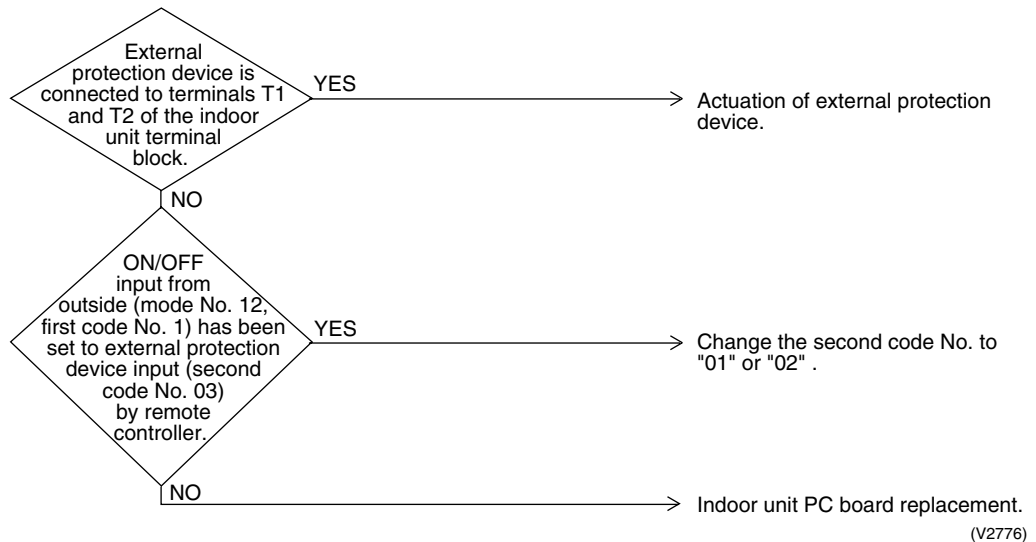 External
protection device is
connected to terminals T1
and T2 of the indoor
unit terminal
block.
YES
Actuation of external protection
device.
NO
ON/OFF
input from
outside (mode No. 12,
first code No. 1) has been
set to external protection
device input (second
code No. 03)
by remote
controller.
YES
Change the second code No. to
"01" or "02" .
NO
Indoor unit PC board replacement.
(V2776)